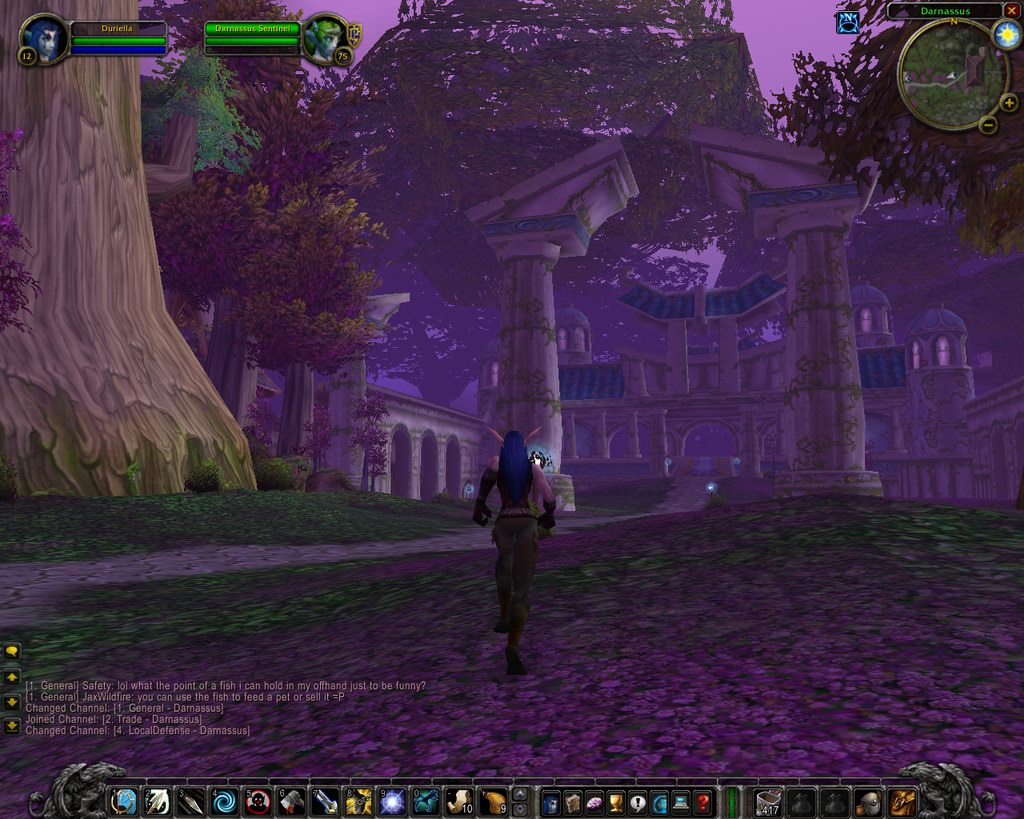 Duriella
12
Darnassus Sentinel
75
N
Darnassus
N
[1. General] Safety: lol what the point of a fish i can hold in my offhand just to be funny?
[1. General] JaxWildfire: you can use the fish to feed a pet or sell it =P
Changed Channel: [1. General - Darnassus]
Joined Channel: [2. Trade - Darnassus]
Changed Channel: [4. LocalDefense - Darnassus]
10
9
417